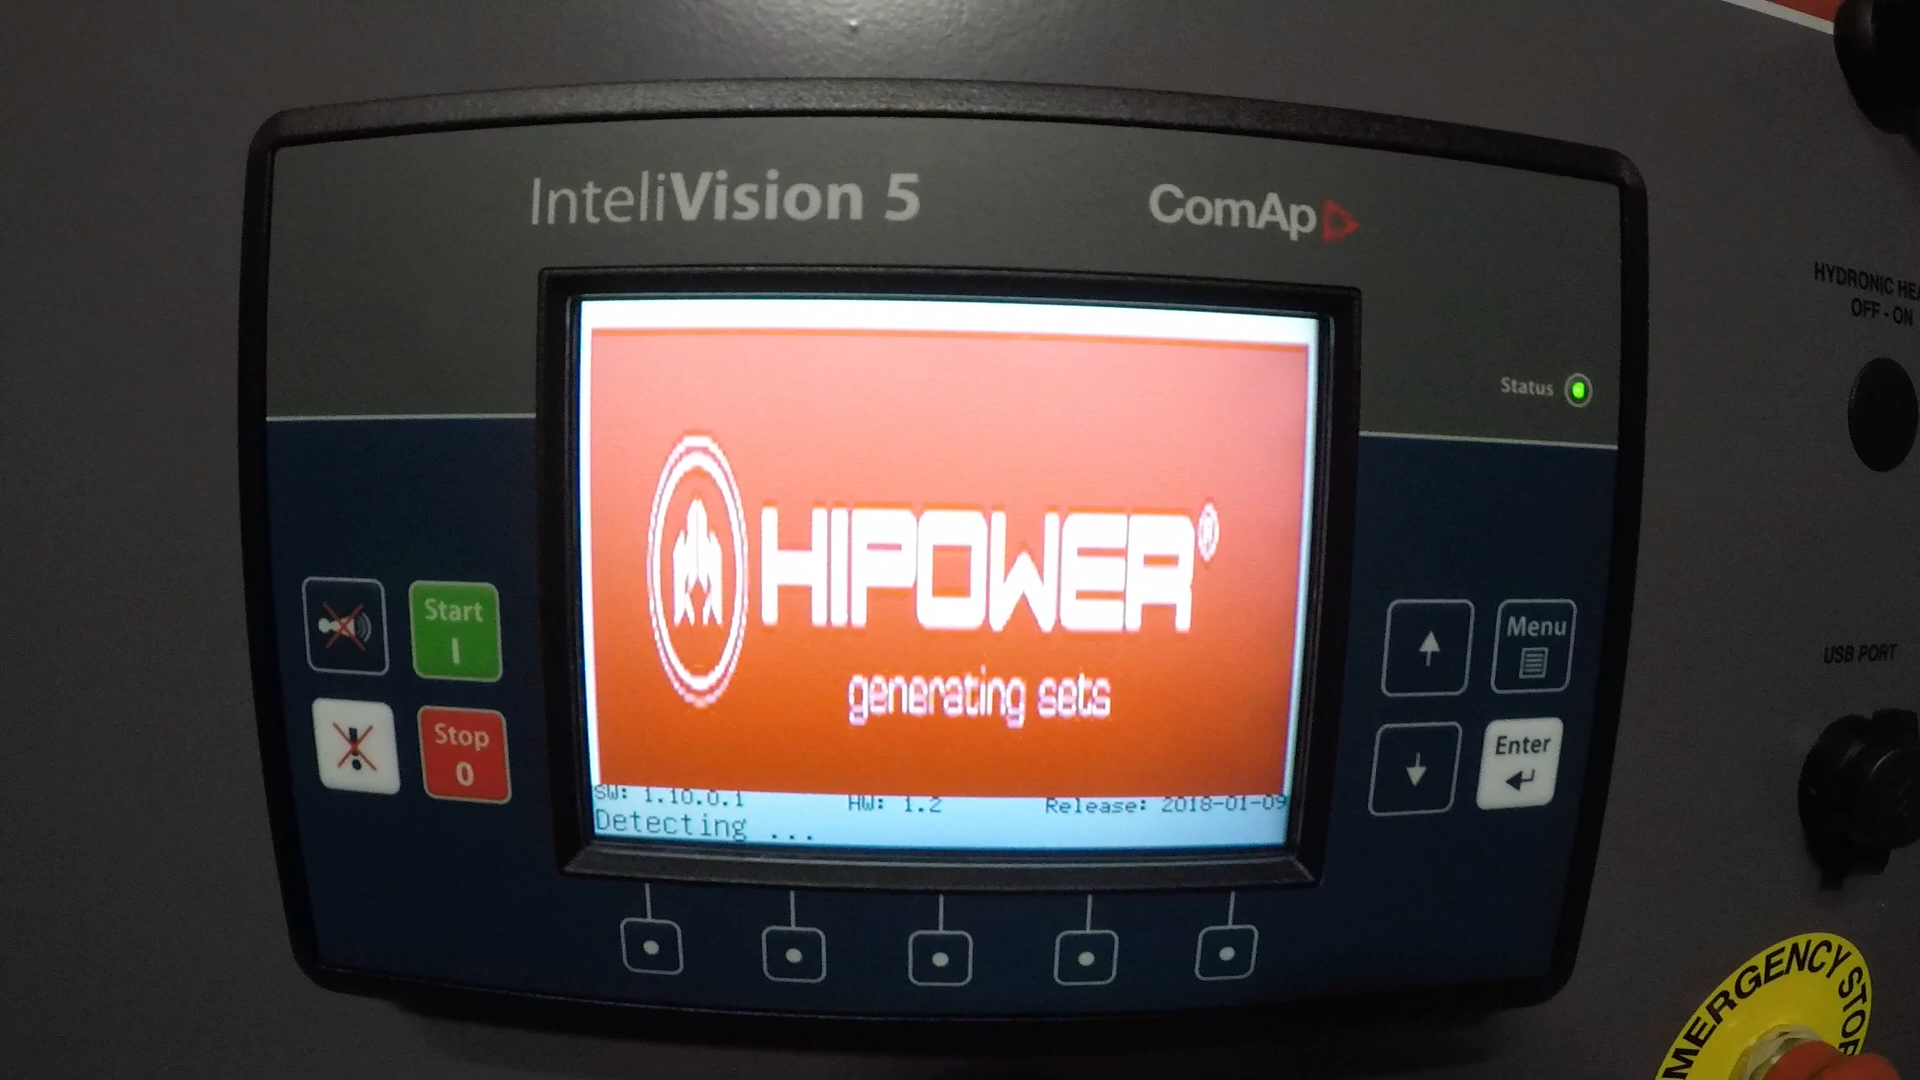 InteliVision 5
ComAp
HYDRONIC HEA
OFF - ON
Status
HIPOWER®
generating sets
SW: 1.10.0.1 HW: 1.2 Release: 2018-01-09
Detecting ...
Start
I
Stop
0
Menu
Enter
USB PORT
MERGENCY STOP